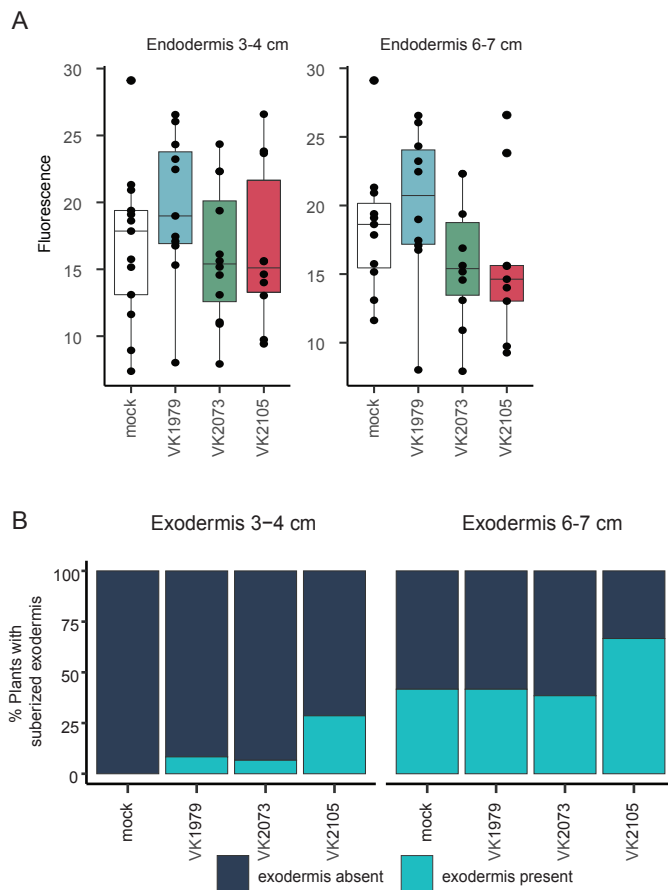 A
Endodermis 3-4 cm
Endodermis 6-7 cm
Fluorescence
30
25
20
15
10
30
25
20
15
10
mock
VK1979
VK2073
VK2105
mock
VK1979
VK2073
VK2105
B
Exodermis 3−4 cm
Exodermis 6-7 cm
% Plants with
suberized exodermis
100
75
50
25
0
mock
VK1979
VK2073
VK2105
mock
VK1979
VK2073
VK2105
exodermis absent
exodermis present